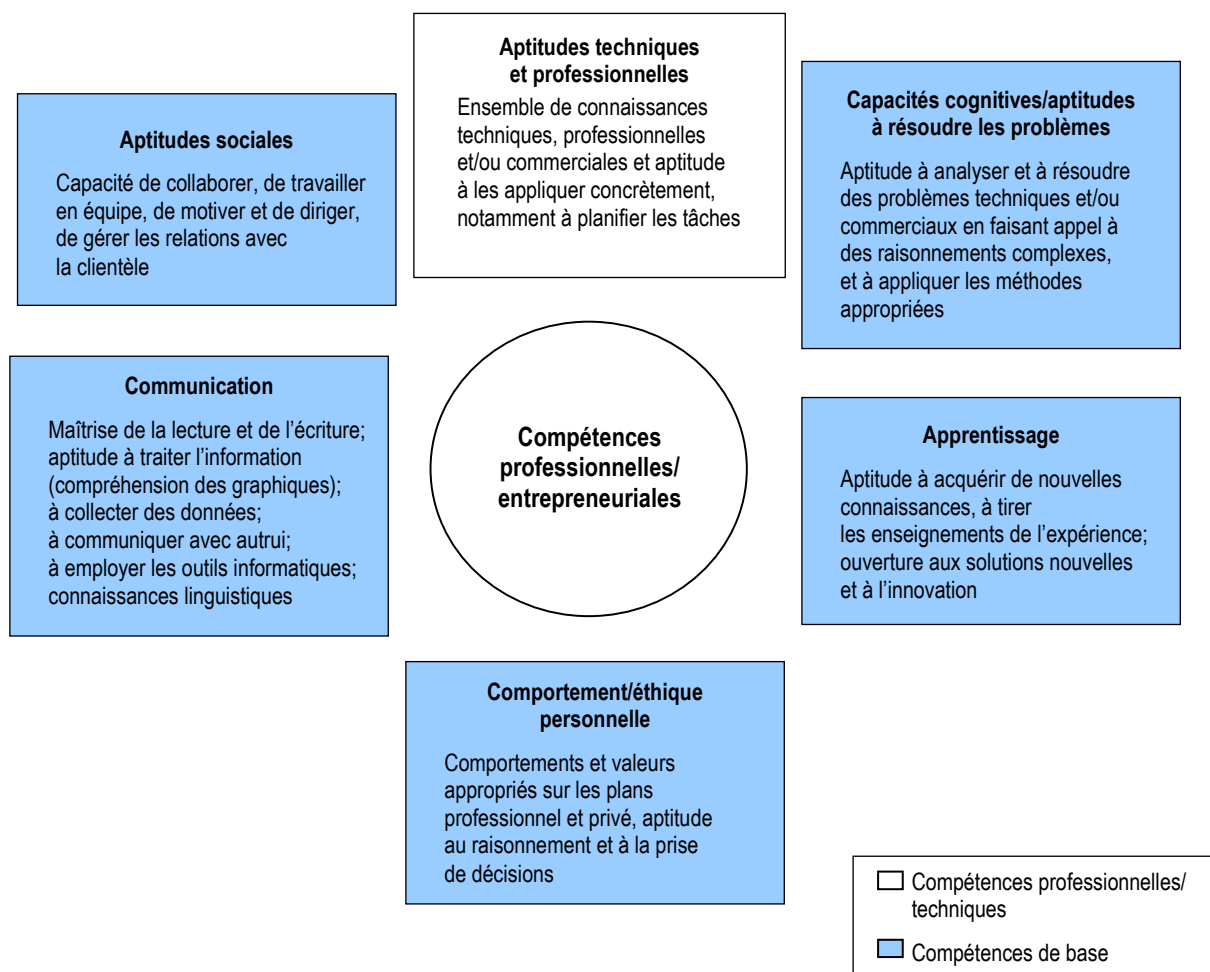 Aptitudes techniques
et professionnelles
Ensemble de connaissances
techniques, professionnelles
et/ou commerciales et aptitude
à les appliquer concrètement,
notamment à planifier les tâches
Aptitudes sociales
Capacité de collaborer, de travailler
en équipe, de motiver et de diriger,
de gérer les relations avec
la clientèle
Capacités cognitives/aptitudes
à résoudre les problèmes
Aptitude à analyser et à résoudre
des problèmes techniques et/ou
commerciaux en faisant appel à
des raisonnements complexes,
et à appliquer les méthodes
appropriées
Communication
Maîtrise de la lecture et de l’écriture;
aptitude à traiter l’information
(compréhension des graphiques);
à collecter des données;
à communiquer avec autrui;
à employer les outils informatiques;
connaissances linguistiques
Compétences
professionnelles/
entrepreneuriales
Apprentissage
Aptitude à acquérir de nouvelles
connaissances, à tirer
les enseignements de l’expérience;
ouverture aux solutions nouvelles
et à l’innovation
Comportement/éthique
personnelle
Comportements et valeurs
appropriés sur les plans
professionnel et privé, aptitude
au raisonnement et à la prise
de décisions
Compétences professionnelles/
techniques
Compétences de base